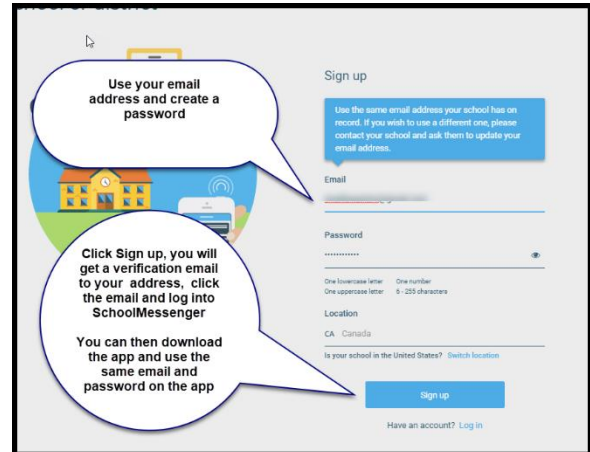 Use your email
address and create a
password
Click Sign up, you will
get a verification email
to your address, click
the email and log into
SchoolMessenger
You can then download
the app and use the
same email and
password on the app
Sign up
Use the same email address your school has on
record. If you wish to use a different one, please
contact your school and ask them to update your
email address.
Email
Password
············
One lowercase letter One number
One uppercase letter 6 - 255 characters
Location
CA Canada
Is your school in the United States? Switch location
Sign up
Have an account? Log in